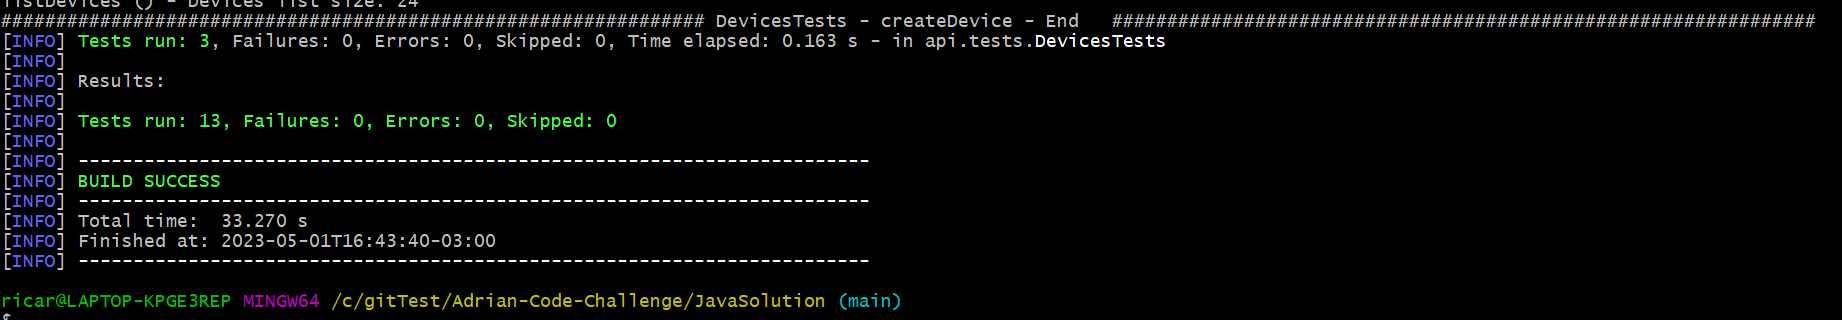 listDevices () - Devices list size: 24
################################################################ DevicesTests - createDevice - End   ################################################################
[INFO] Tests run: 3, Failures: 0, Errors: 0, Skipped: 0, Time elapsed: 0.163 s - in api.tests.DevicesTests
[INFO]
[INFO] Results:
[INFO]
[INFO] Tests run: 13, Failures: 0, Errors: 0, Skipped: 0
[INFO]
[INFO] ------------------------------------------------------------------------
[INFO] BUILD SUCCESS
[INFO] ------------------------------------------------------------------------
[INFO] Total time:  33.270 s
[INFO] Finished at: 2023-05-01T16:43:40-03:00
[INFO] ------------------------------------------------------------------------
ricar@LAPTOP-KPGE3REP MINGW64 /c/gitTest/Adrian-Code-Challenge/JavaSolution (main)
$